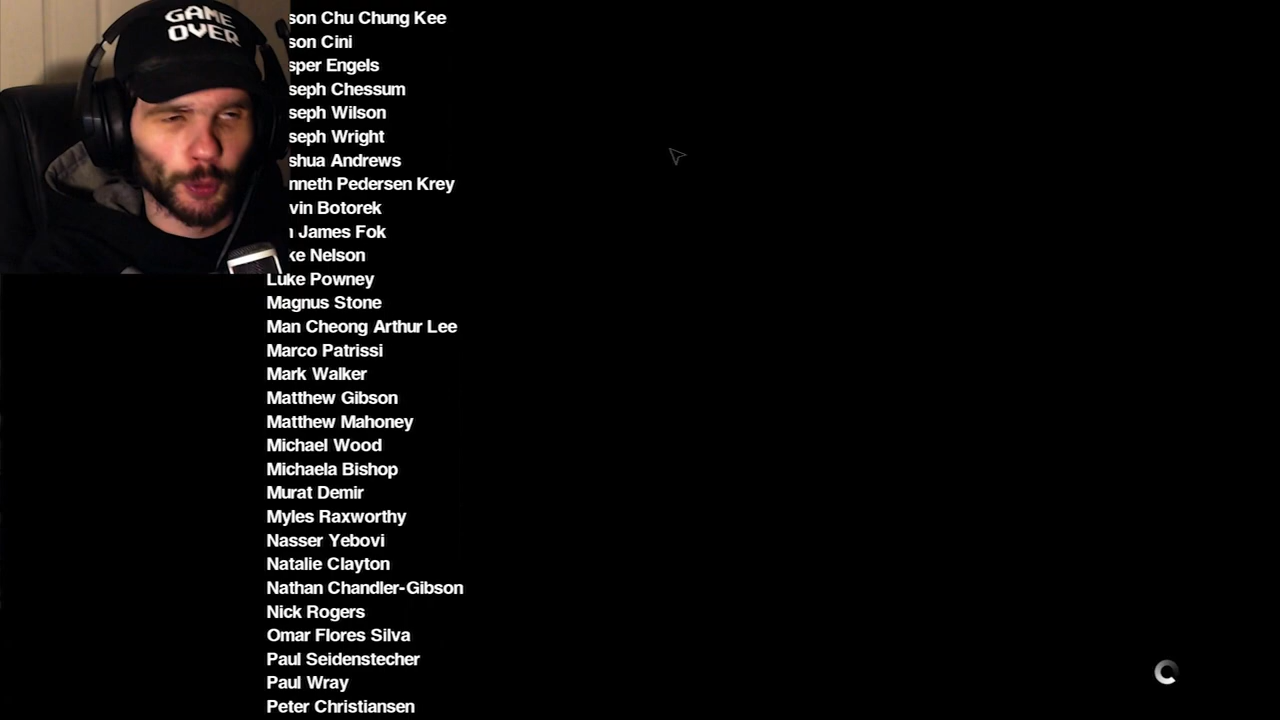 GAME
OVER
son Chu Chung Kee
son Cini
sper Engels
seph Chessum
seph Wilson
seph Wright
shua Andrews
nneth Pedersen Krey
vin Botorek
James Fok
ke Nelson
Luke Powney
Magnus Stone
Man Cheong Arthur Lee
Marco Patrissi
Mark Walker
Matthew Gibson
Matthew Mahoney
Michael Wood
Michaela Bishop
Murat Demir
Myles Raxworthy
Nasser Yebovi
Natalie Clayton
Nathan Chandler-Gibson
Nick Rogers
Omar Flores Silva
Paul Seidenstecher
Paul Wray
Peter Christiansen